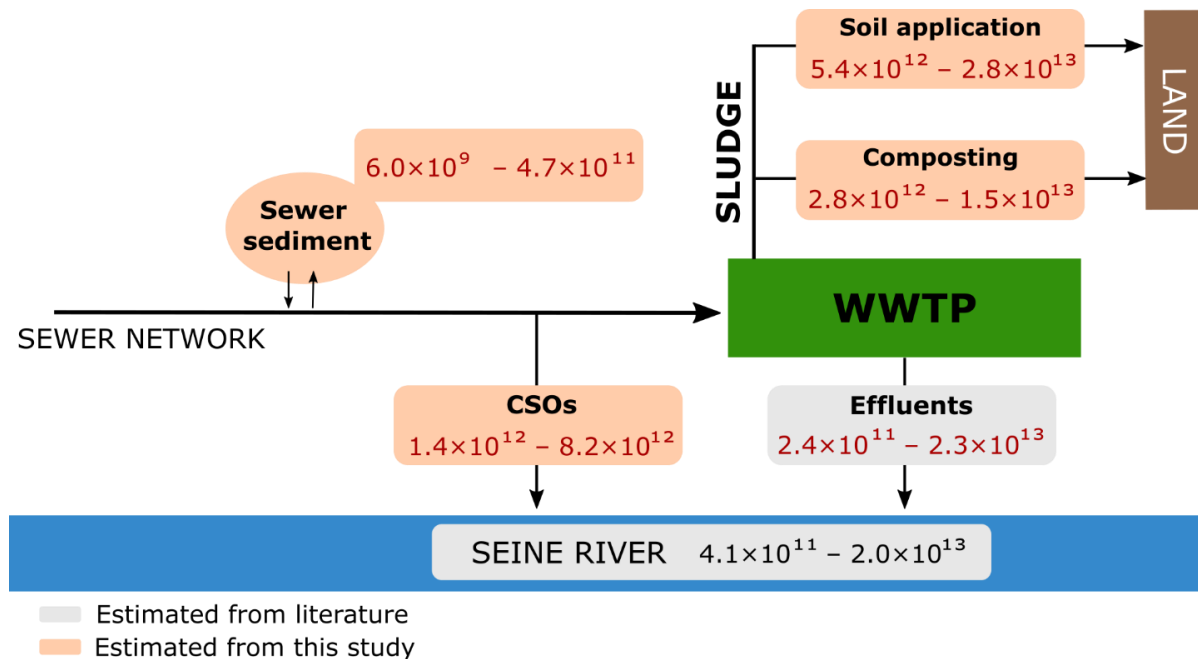 Soil application
5.4×10¹² – 2.8×10¹³
LAND
SLUDGE
Composting
2.8×10¹² – 1.5×10¹³
6.0×10⁹ – 4.7×10¹¹
Sewer
sediment
WWTP
SEWER NETWORK
CSOs
1.4×10¹² – 8.2×10¹²
Effluents
2.4×10¹¹ – 2.3×10¹³
SEINE RIVER 4.1×10¹¹ – 2.0×10¹³
Estimated from literature
Estimated from this study